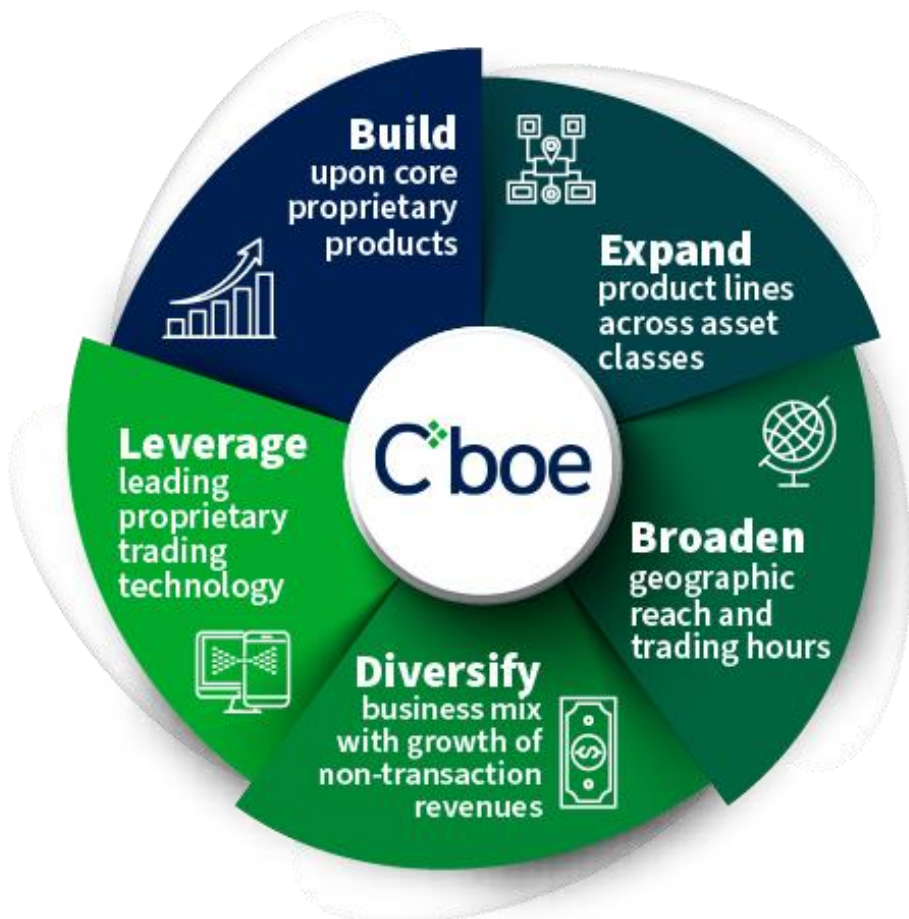 Build
upon core
proprietary
products
Expand
product lines
across asset
classes
Broaden
geographic
reach and
trading hours
Diversify
business mix
with growth of
non-transaction
revenues
Leverage
leading
proprietary
trading
technology
Cboe